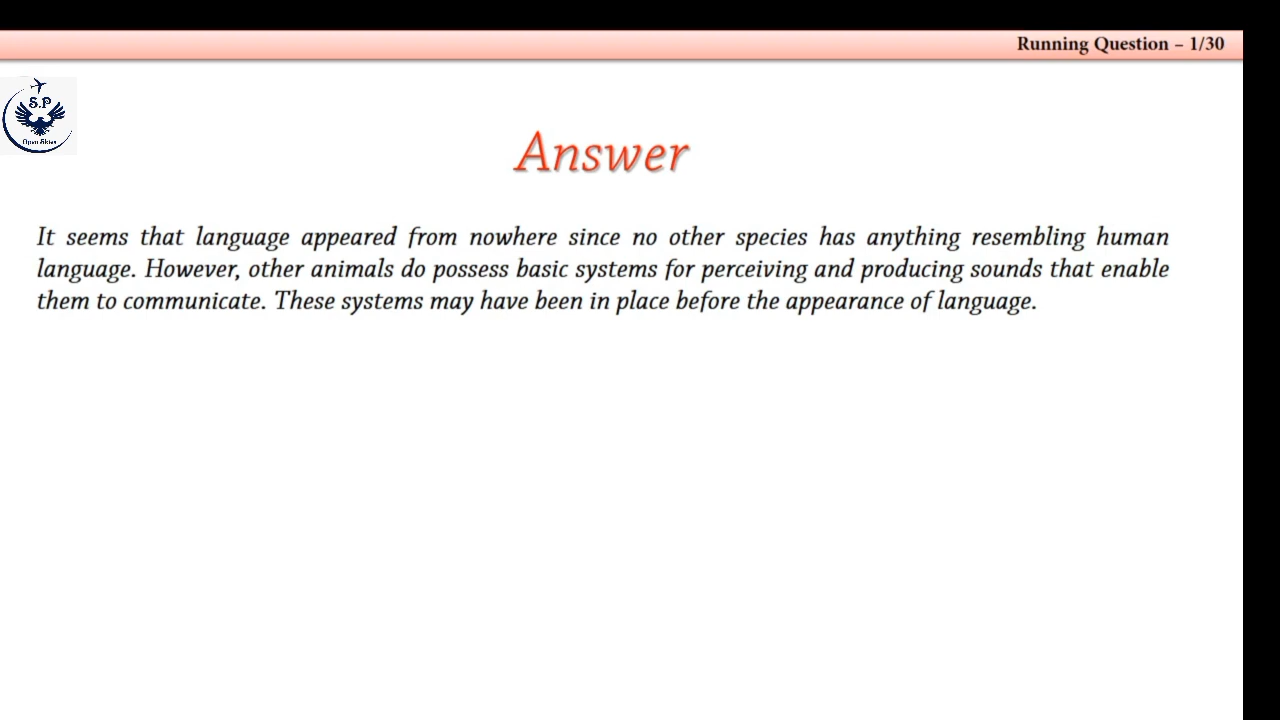 Running Question – 1/30
S.P
Open Skies
Answer
It seems that language appeared from nowhere since no other species has anything resembling human
language. However, other animals do possess basic systems for perceiving and producing sounds that enable
them to communicate. These systems may have been in place before the appearance of language.